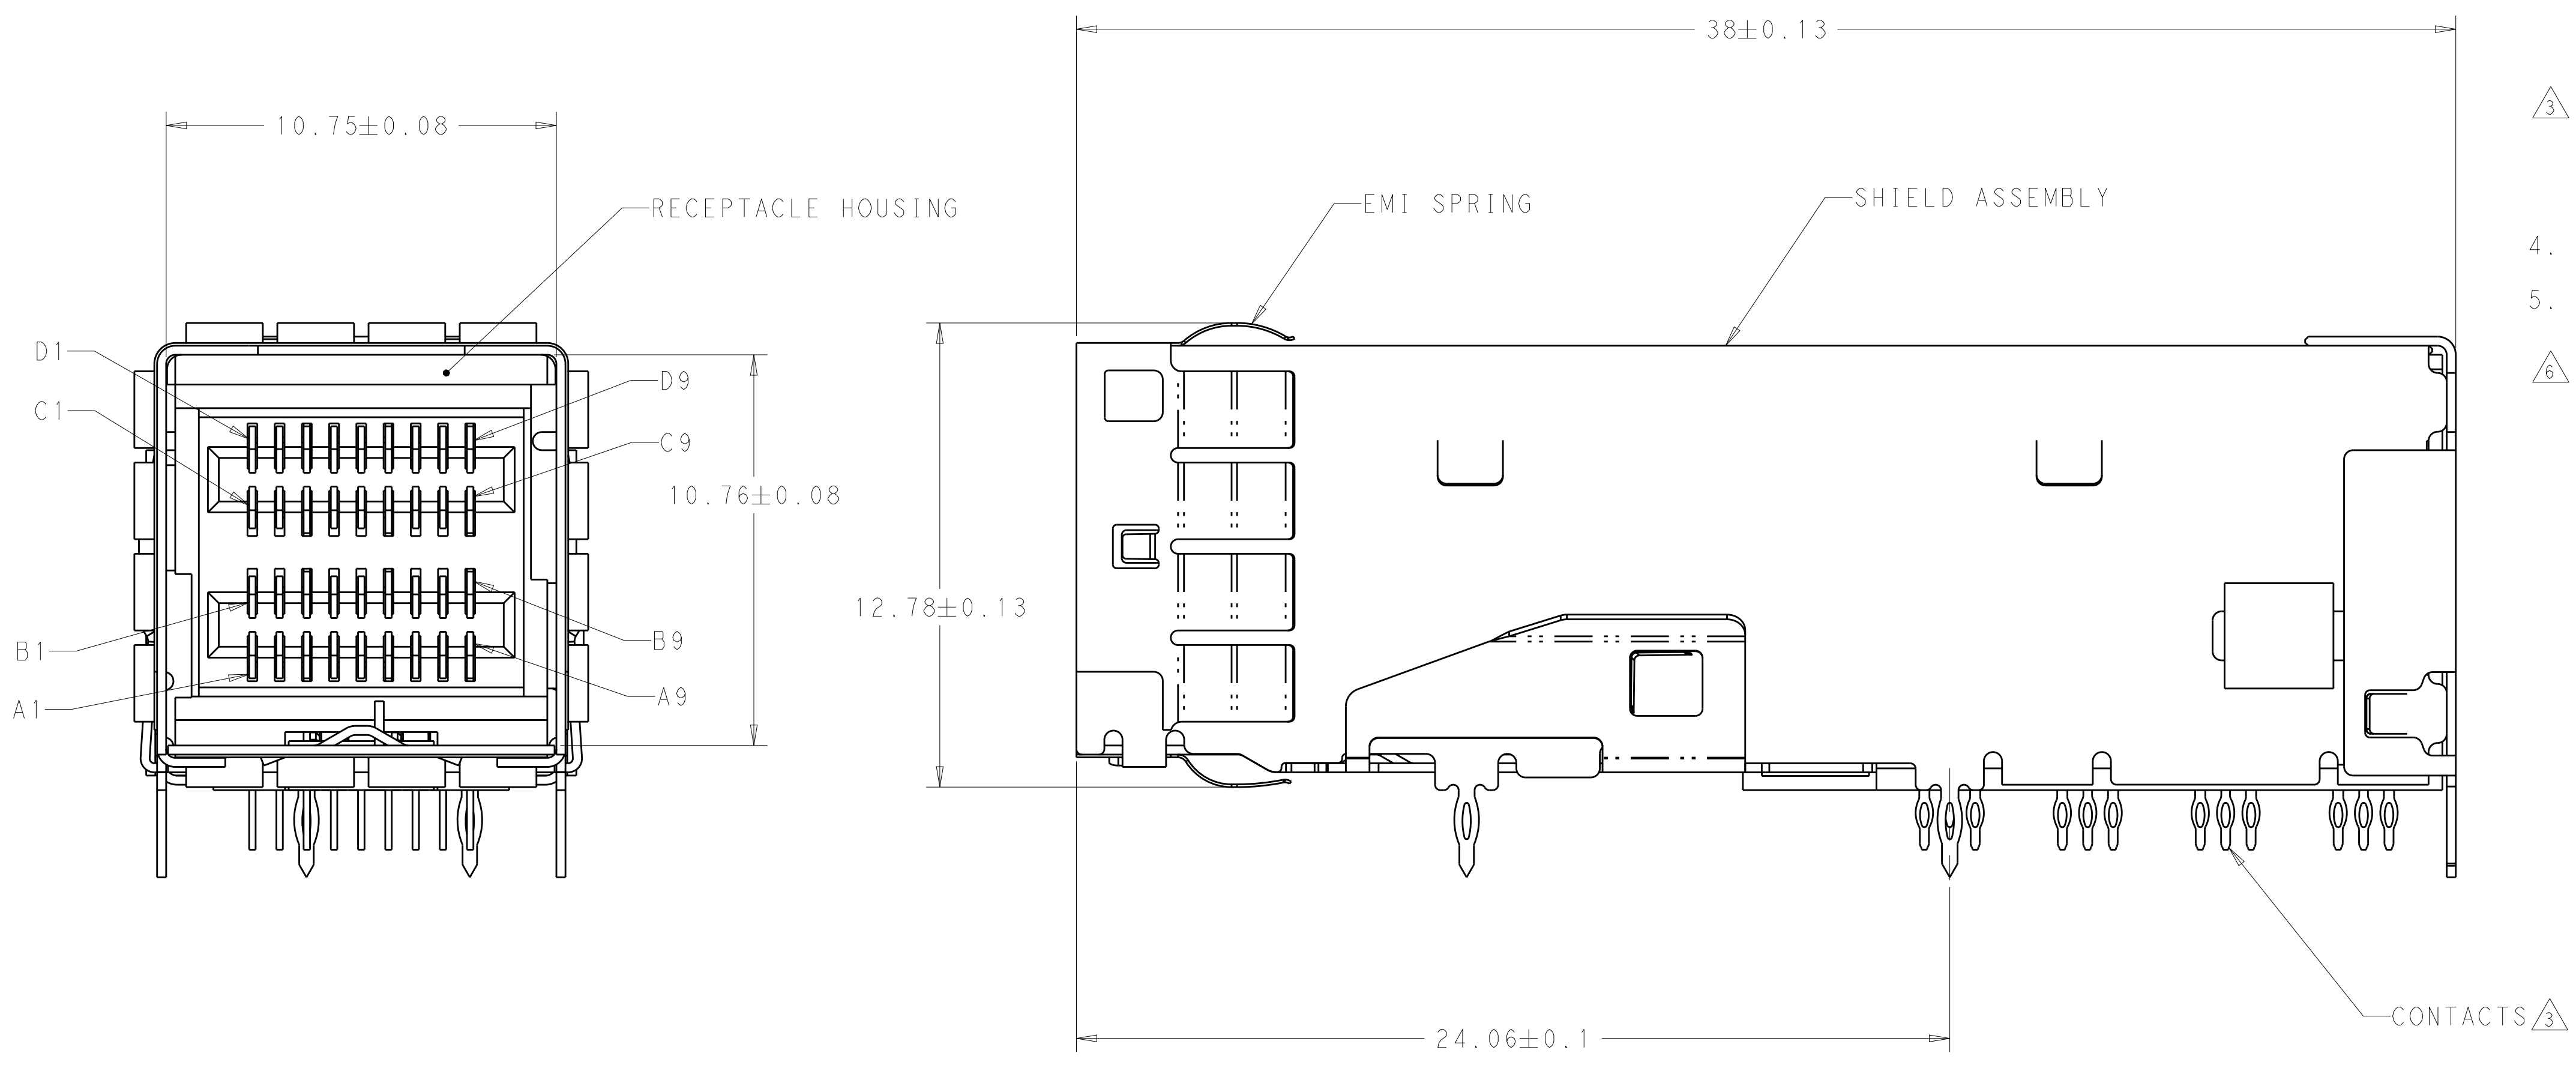 38±0.13
3
10.75±0.08
RECEPTACLE HOUSING
EMI SPRING
SHIELD ASSEMBLY
4.
5.
6
D1
D9
C1
C9
10.76±0.08
12.78±0.13
B1
B9
A1
A9
CONTACTS 3
24.06±0.1